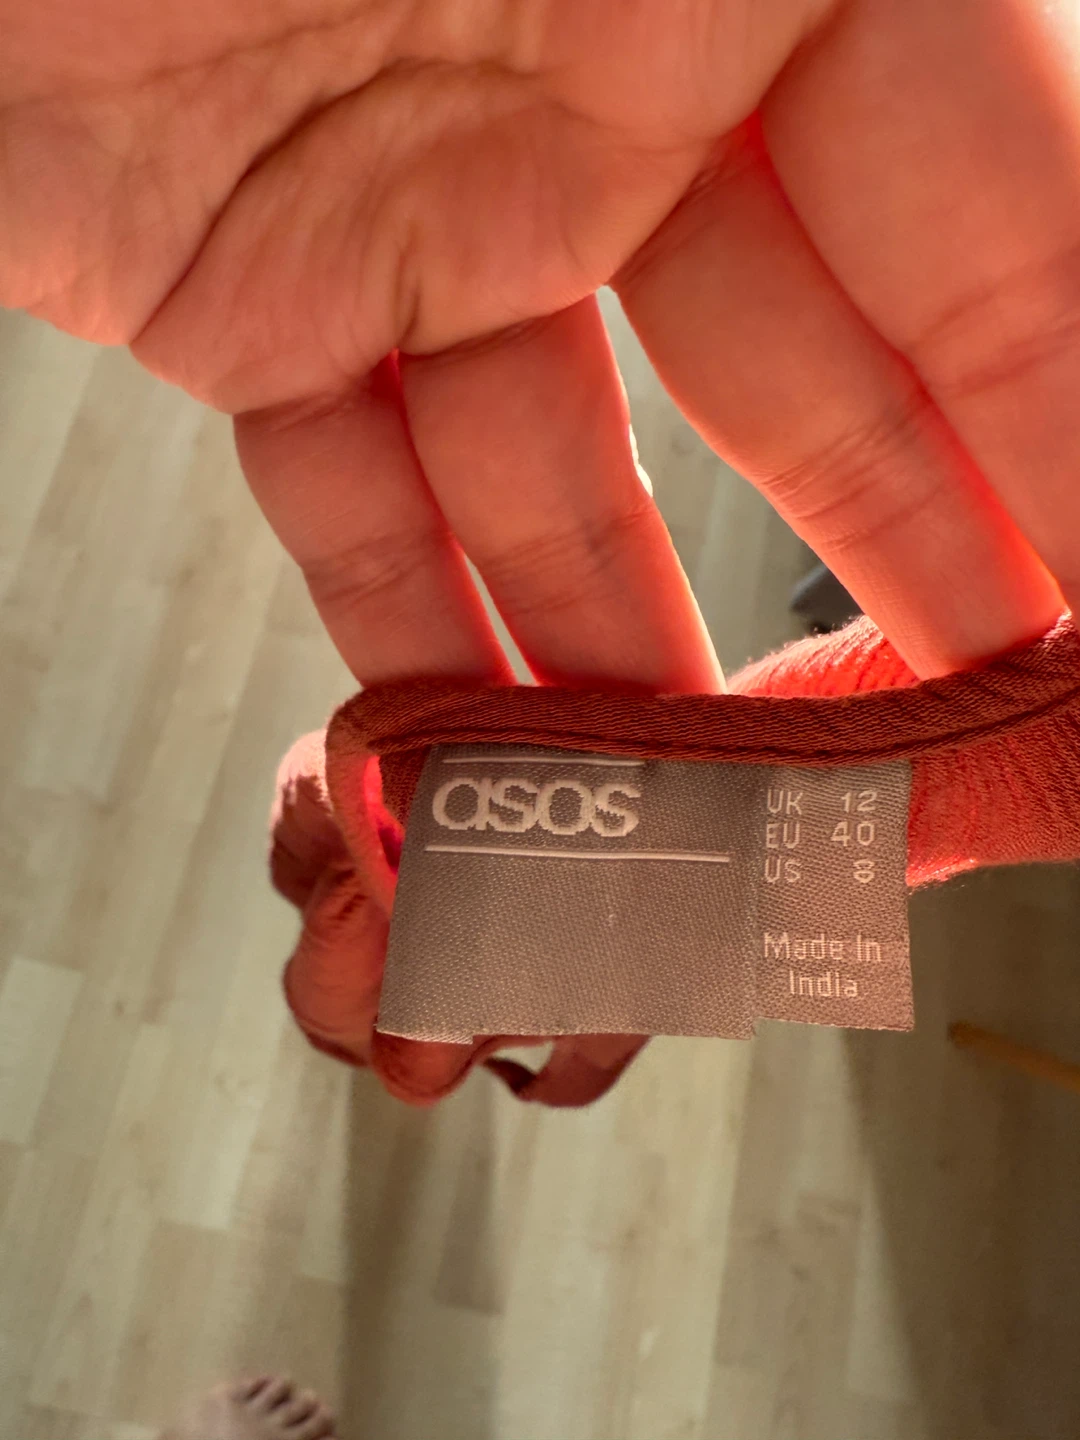 asos
UK 12
EU 40
US 8
Made In
India